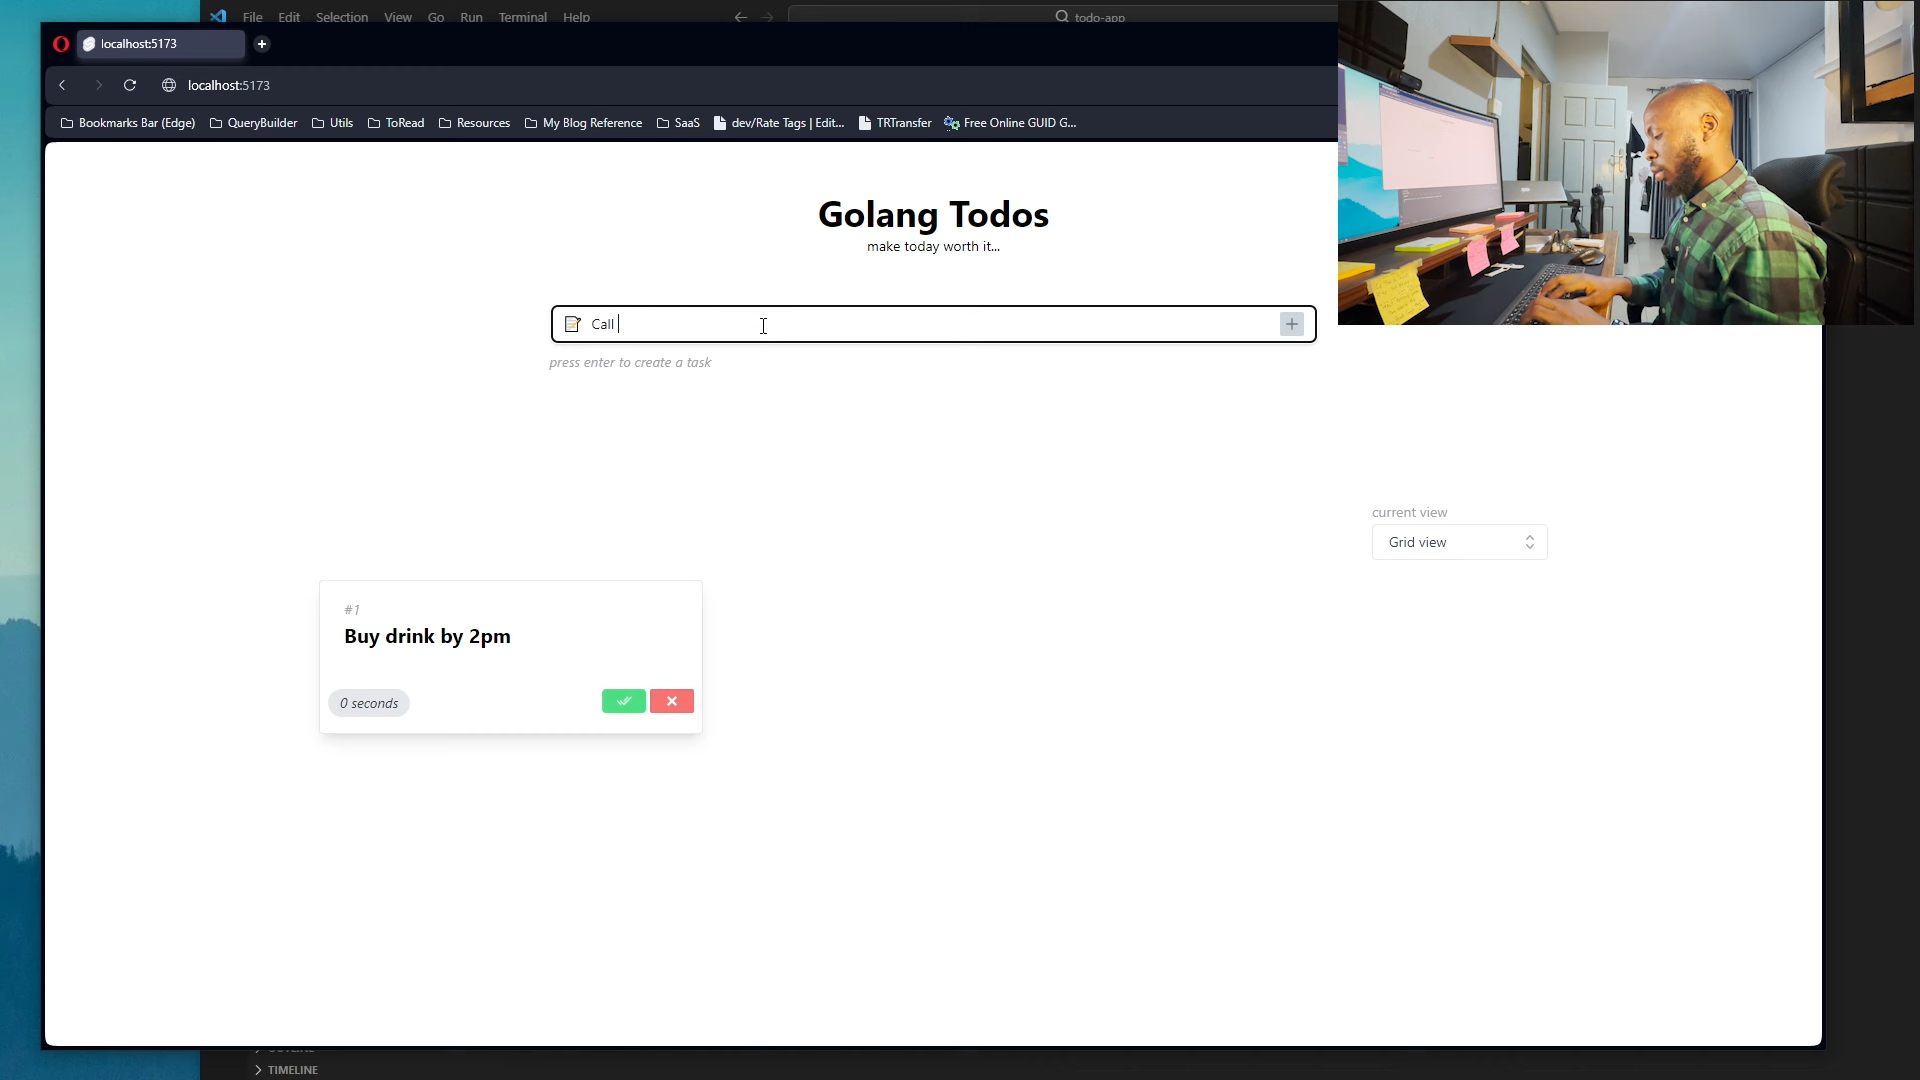 File Edit Selection View Go Run Terminal Help
todo-app
localhost:5173
localhost:5173
Bookmarks Bar (Edge) QueryBuilder Utils ToRead Resources My Blog Reference SaaS dev/Rate Tags | Edit... TRTransfer Free Online GUID G...
Golang Todos
make today worth it...
Call
press enter to create a task
current view
Grid view
#1
Buy drink by 2pm
0 seconds
OUTLINE
TIMELINE